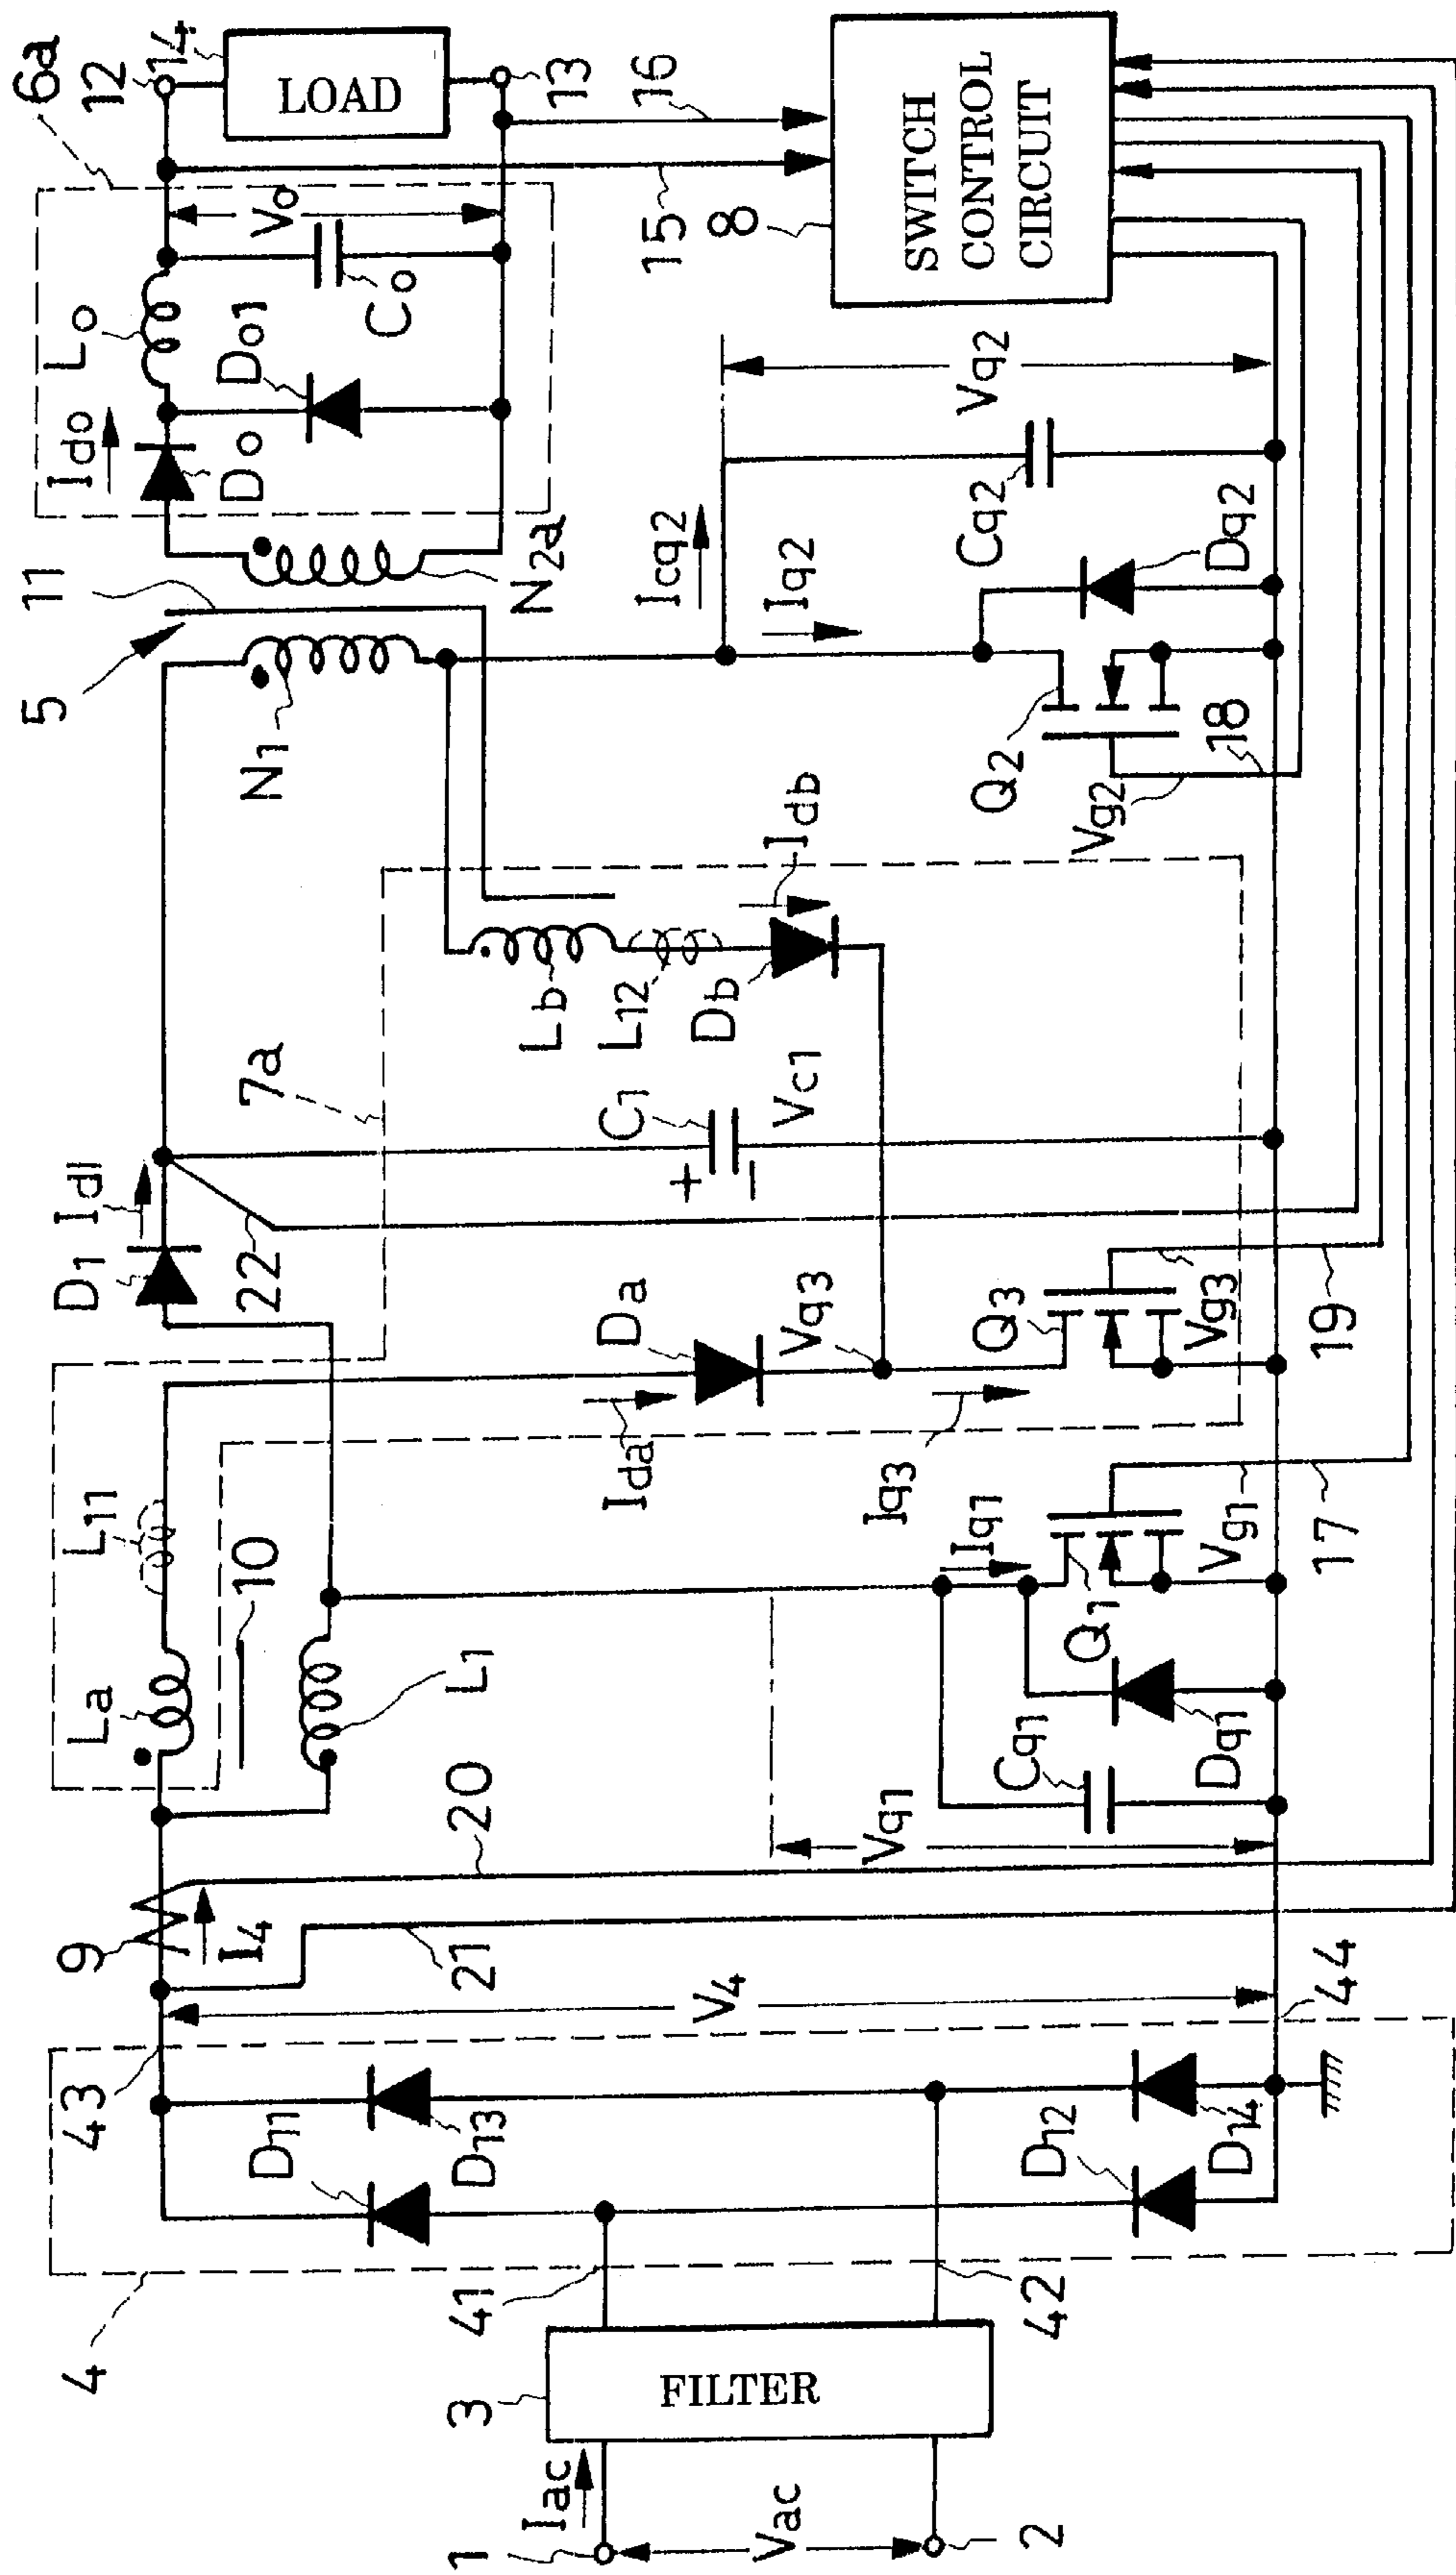 1
Iac
Vac
2
3
FILTER
41
42
4
D11
D13
D12
D14
43
44
V4
9
I4
21
20
La
L11
10
L1
Vq1
Cq1
Dq1
Q1
Iq1
Vg1
17
D1
Id1
22
7a
Da
Ida
Vq3
Iq3
Q3
Vg3
19
C1
+
−
Vc1
Lb
L12
Db
Idb
5
11
N1
N2a
Icq2
Iq2
Q2
Vg2
18
Cq2
Dq2
Vq2
Ido
Do
Lo
Do1
Co
Vo
6a
12
14
LOAD
13
15
16
8
SWITCH
CONTROL
CIRCUIT